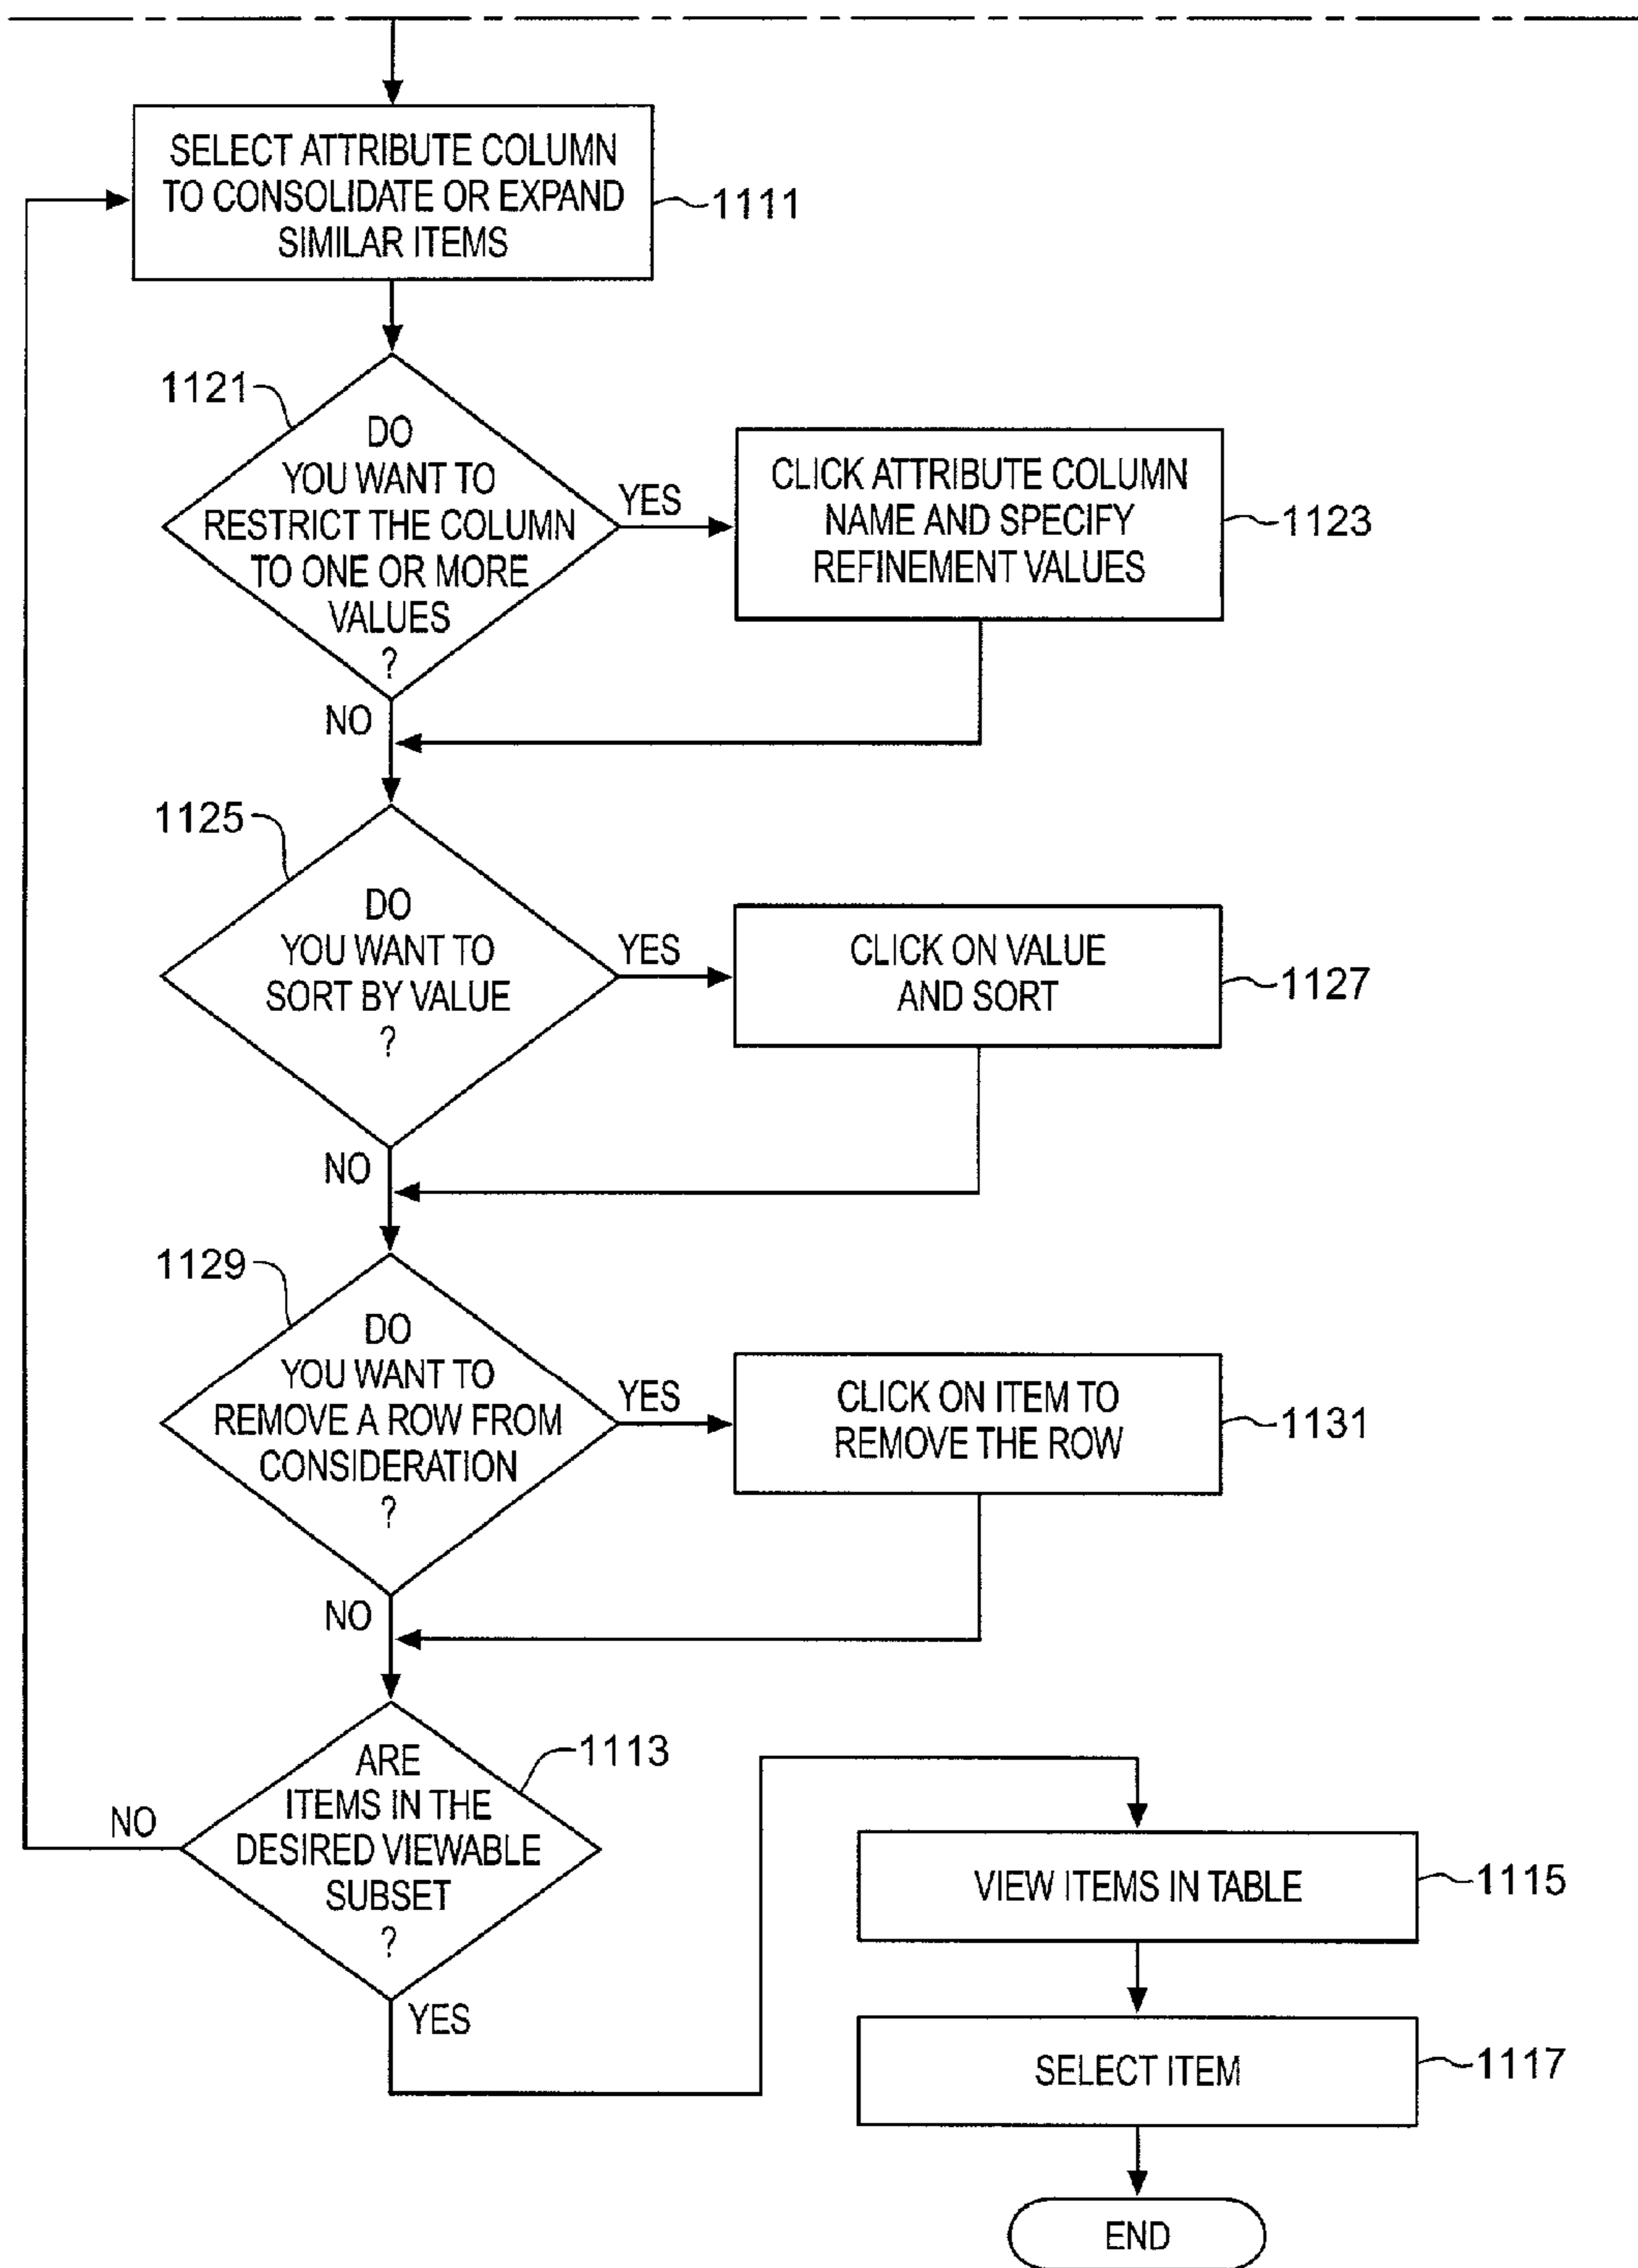 SELECT ATTRIBUTE COLUMN
TO CONSOLIDATE OR EXPAND
SIMILAR ITEMS
1111
1121
DO
YOU WANT TO
RESTRICT THE COLUMN
TO ONE OR MORE
VALUES
?
YES
CLICK ATTRIBUTE COLUMN
NAME AND SPECIFY
REFINEMENT VALUES
1123
NO
1125
DO
YOU WANT TO
SORT BY VALUE
?
YES
CLICK ON VALUE
AND SORT
1127
NO
1129
DO
YOU WANT TO
REMOVE A ROW FROM
CONSIDERATION
?
YES
CLICK ON ITEM TO
REMOVE THE ROW
1131
NO
1113
ARE
ITEMS IN THE
DESIRED VIEWABLE
SUBSET
?
NO
YES
VIEW ITEMS IN TABLE
1115
SELECT ITEM
1117
END